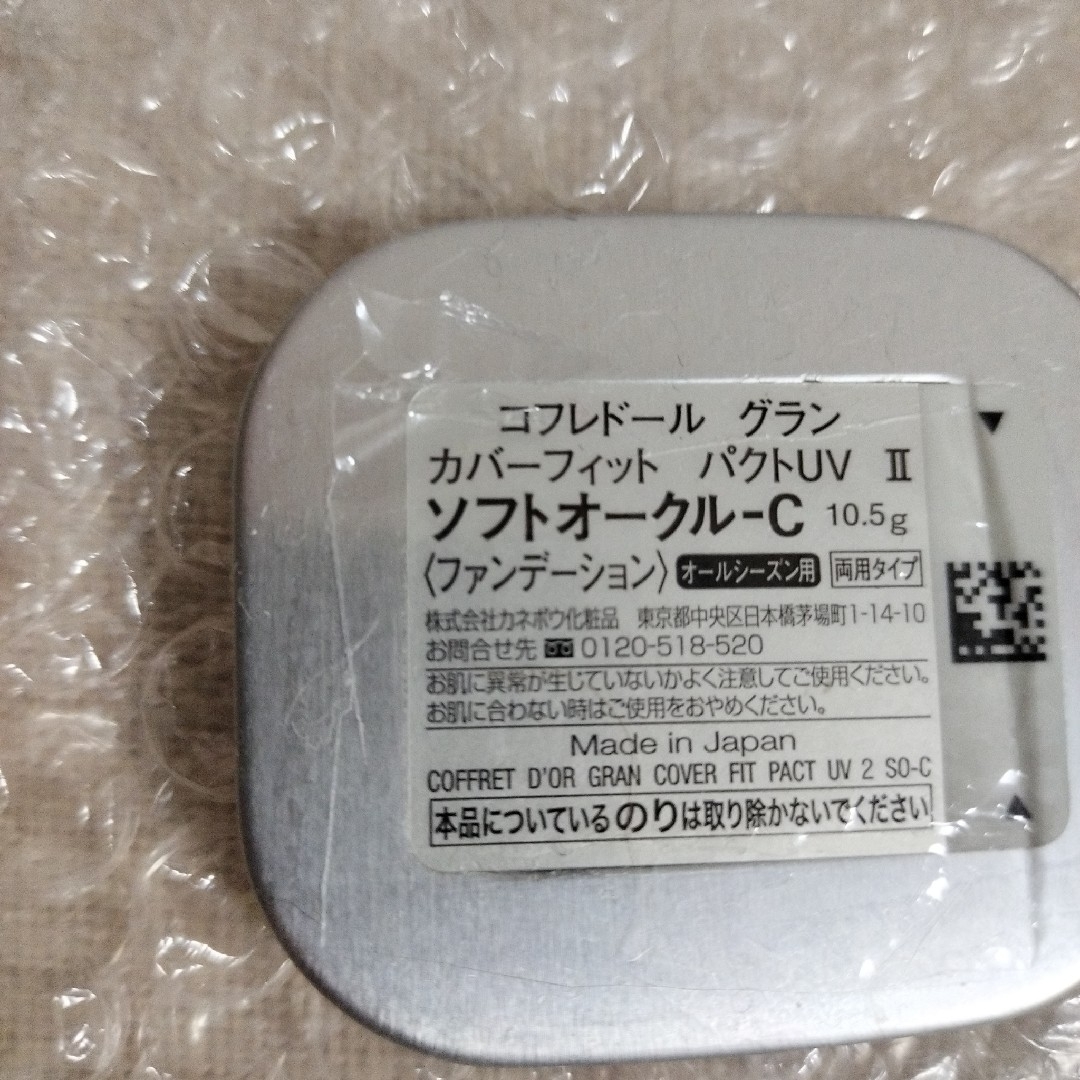 コフレドール　グラン
カバーフィット　パクトUV　Ⅱ
ソフトオークル-C 10.5g
〈ファンデーション〉 オールシーズン用 両用タイプ
株式会社カネボウ化粧品　東京都中央区日本橋茅場町1-14-10
お問合せ先 0120-518-520
お肌に異常が生じていないかよく注意してご使用ください。
お肌に合わない時はご使用をおやめください。
Made in Japan
COFFRET D'OR GRAN COVER FIT PACT UV 2 SO-C
本品についているのりは取り除かないでください